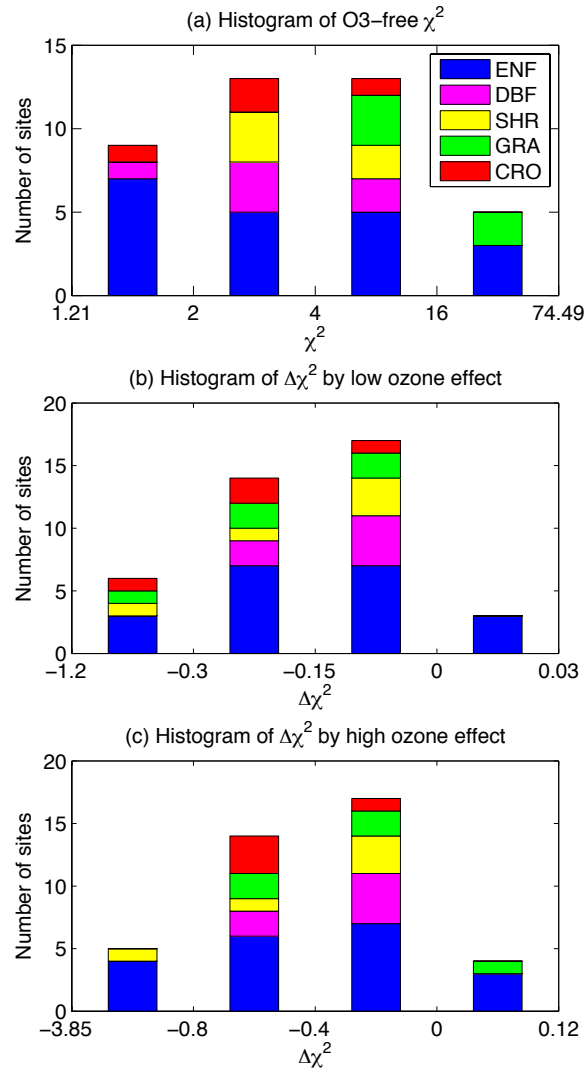 (a) Histogram of O3−free χ²
Number of sites
15
10
5
0
1.21 2 4 16 74.49
χ²
ENF
DBF
SHR
GRA
CRO
(b) Histogram of Δχ² by low ozone effect
Number of sites
20
15
10
5
0
−1.2 −0.3 −0.15 0 0.03
Δχ²
(c) Histogram of Δχ² by high ozone effect
Number of sites
20
15
10
5
0
−3.85 −0.8 −0.4 0 0.12
Δχ²